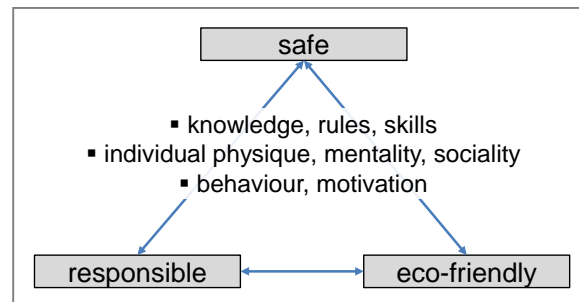 safe
▪ knowledge, rules, skills
▪ individual physique, mentality, sociality
▪ behaviour, motivation
responsible
eco-friendly